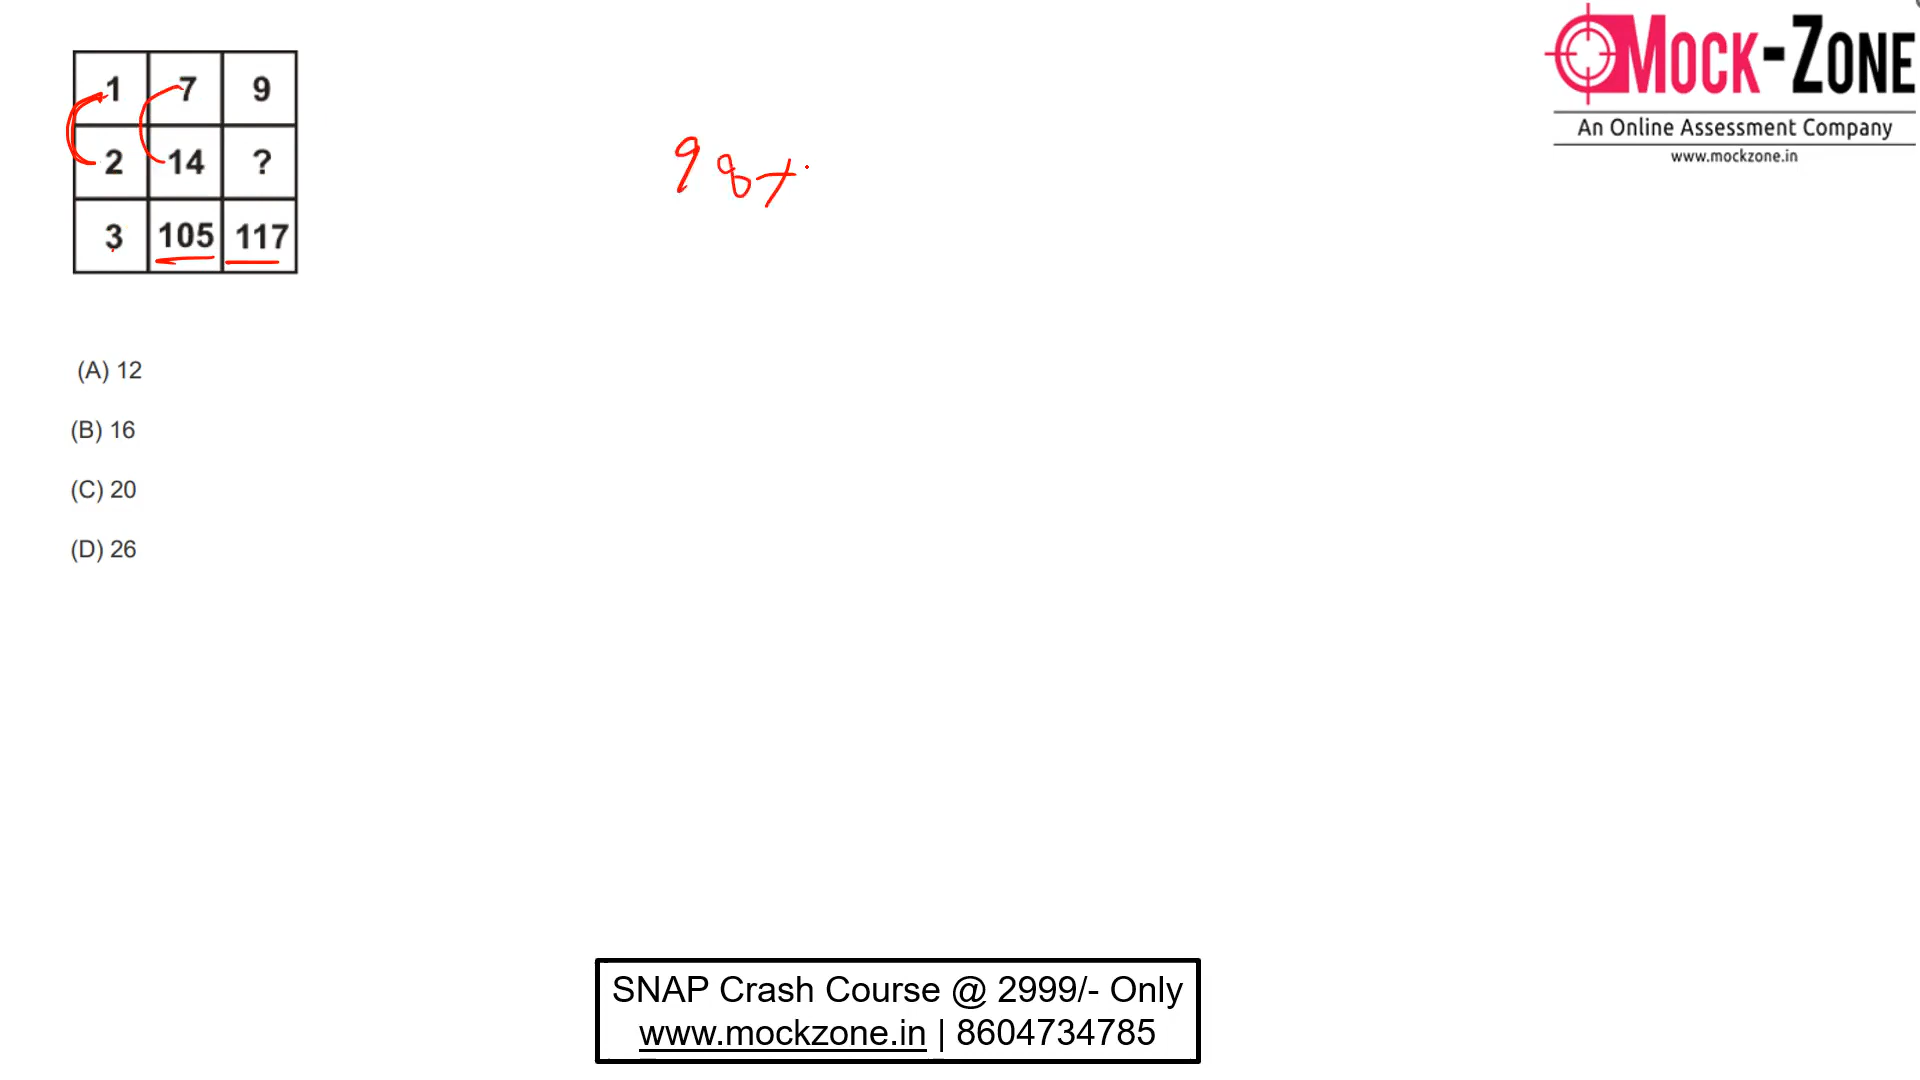 MOCK-ZONE
An Online Assessment Company
www.mockzone.in
1 7 9
2 14 ?
3 105 117
98+
(A) 12
(B) 16
(C) 20
(D) 26
SNAP Crash Course @ 2999/- Only
www.mockzone.in | 8604734785